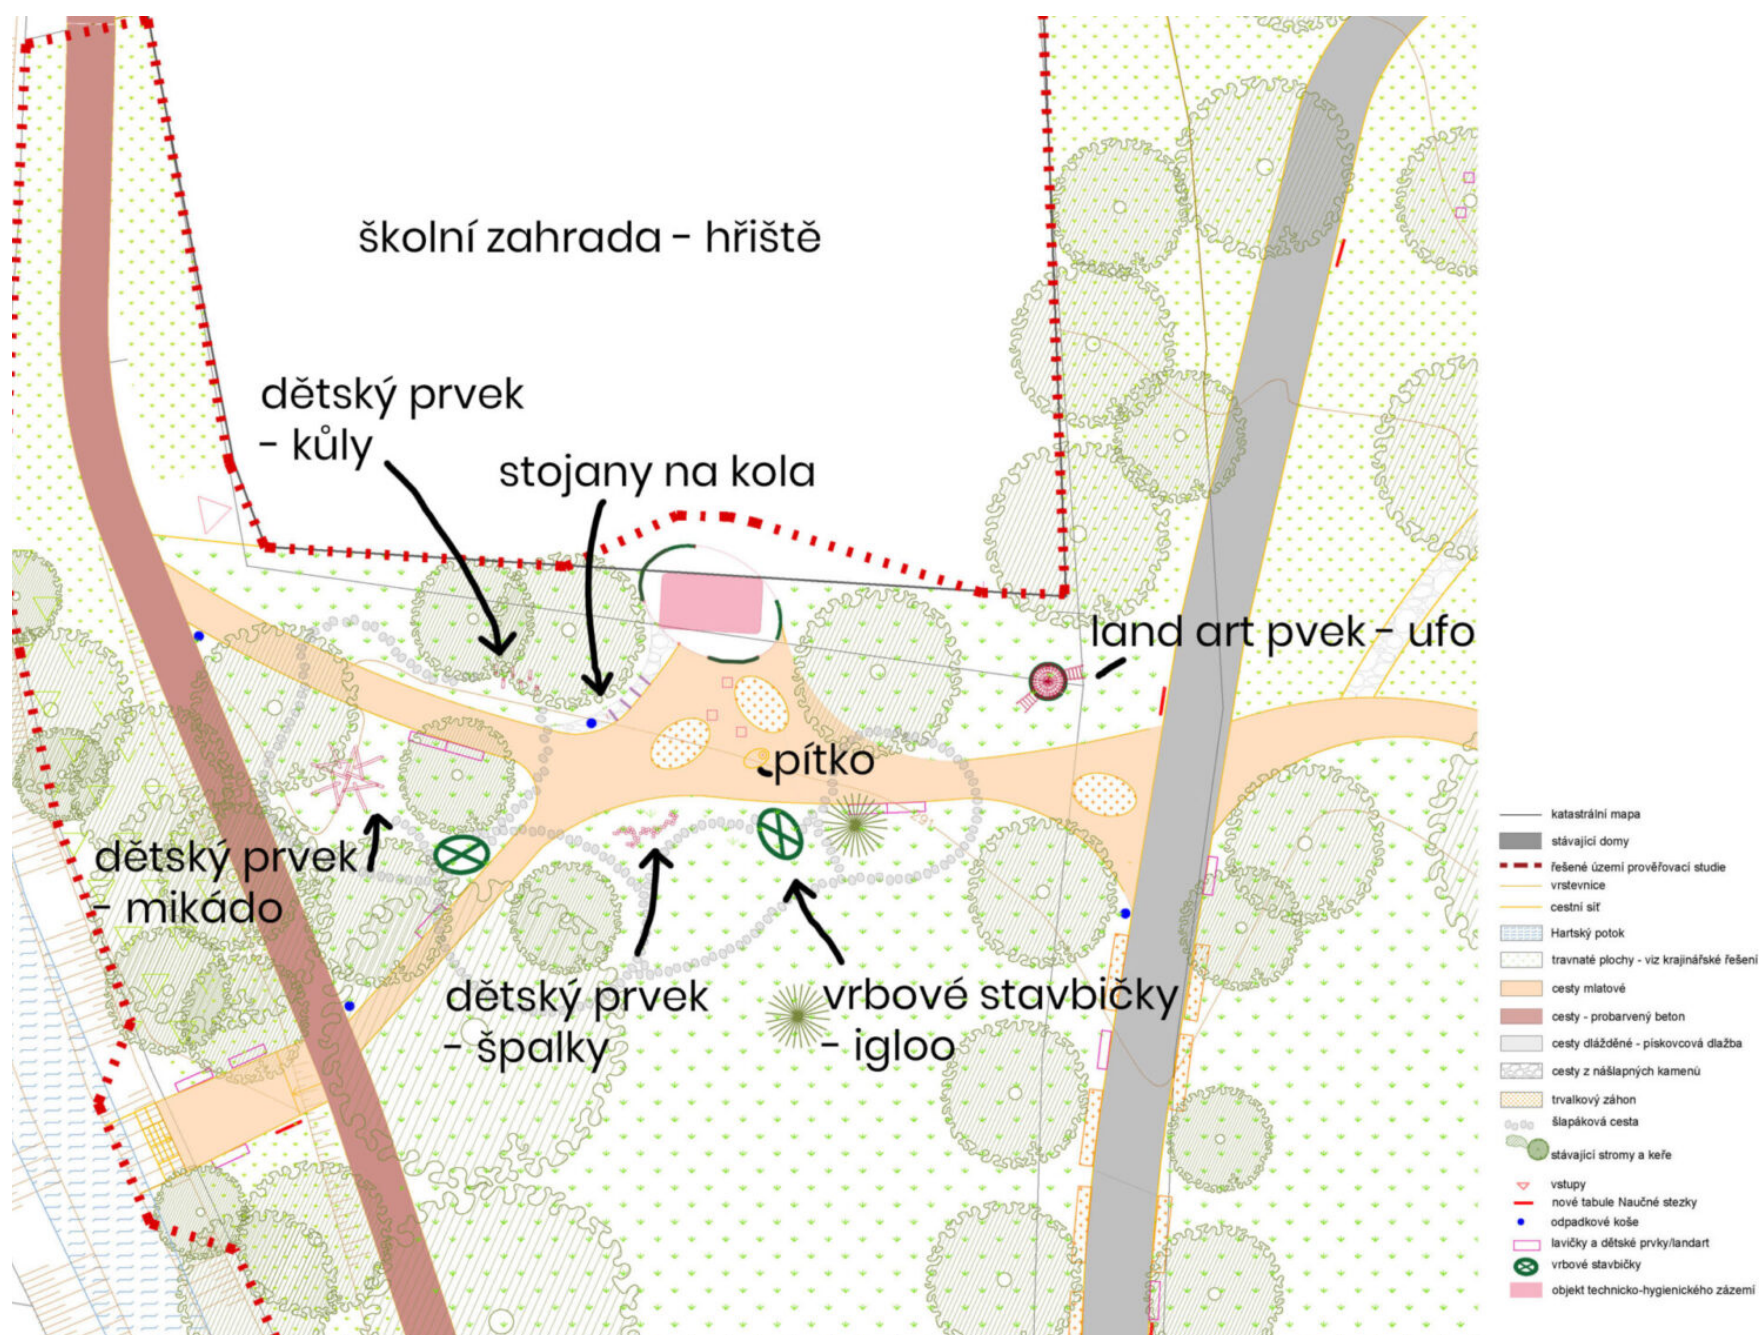 školní zahrada - hřiště
dětský prvek
- kůly
stojany na kola
land art pvek - ufo
pítko
dětský prvek
- mikádo
dětský prvek
- špalky
vrbové stavbičky
- igloo
291
katastrální mapa
stávající domy
řešené území prověřovací studie
vrstevnice
cestní síť
Hartský potok
travnaté plochy - viz krajinářské řešení
cesty mlatové
cesty - probarvený beton
cesty dlážděné - pískovcová dlažba
cesty z nášlapných kamenů
trvalkový záhon
šlapáková cesta
stávající stromy a keře
vstupy
nové tabule Naučné stezky
odpadkové koše
lavičky a dětské prvky/landart
vrbové stavbičky
objekt technicko-hygienického zázemí